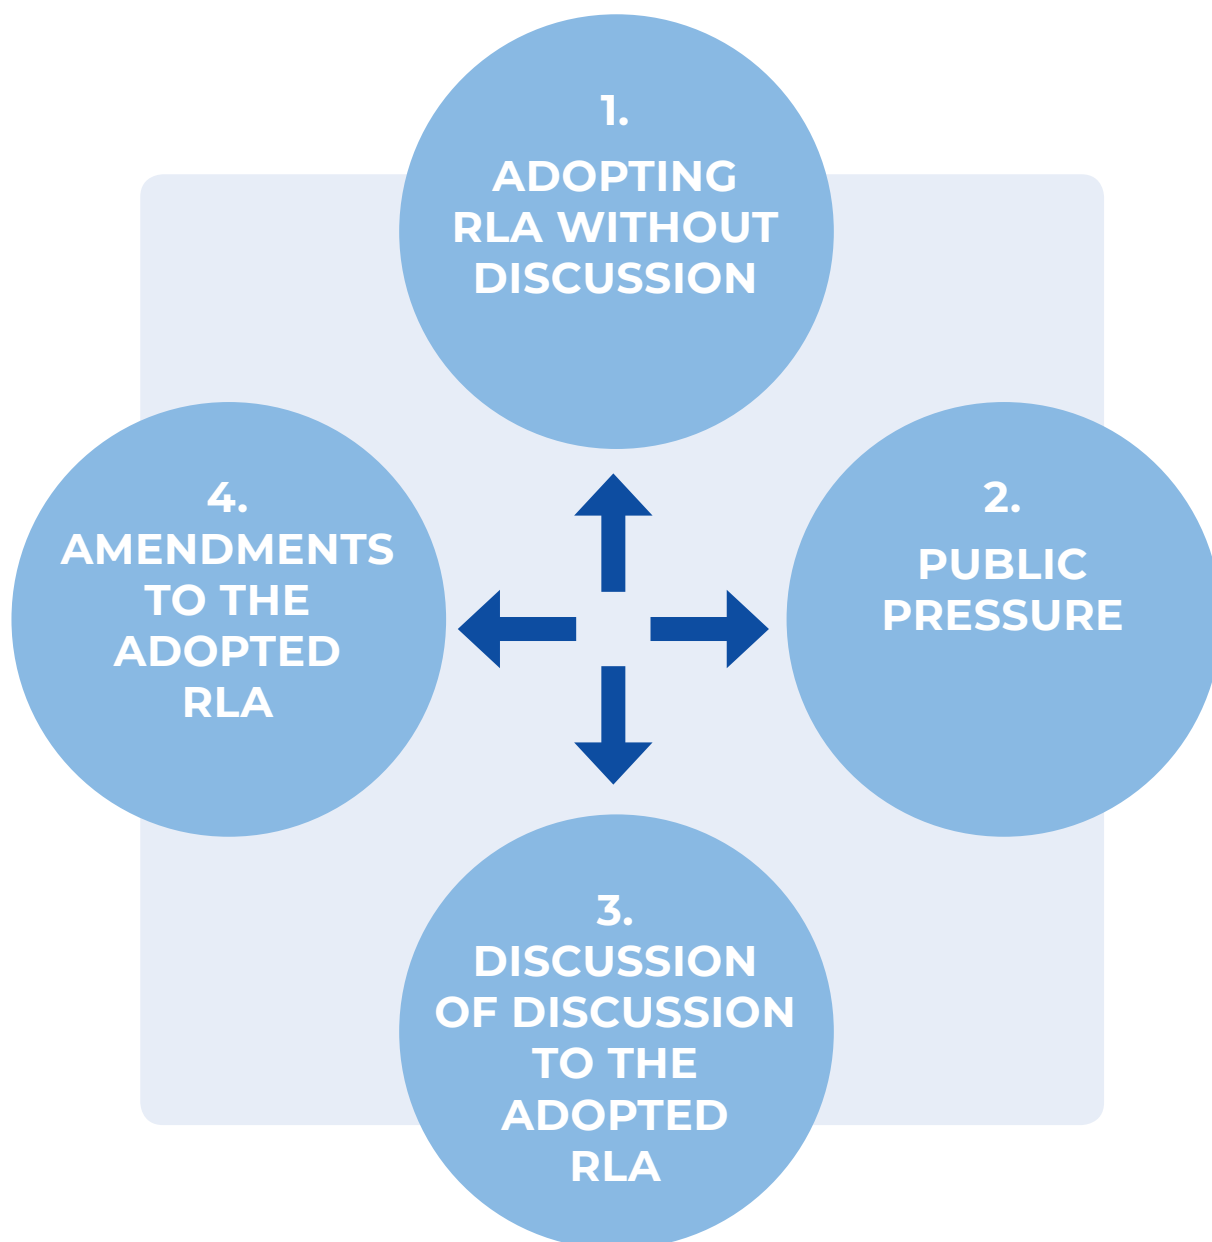 1.
ADOPTING
RLA WITHOUT
DISCUSSION
2.
PUBLIC
PRESSURE
3.
DISCUSSION
OF DISCUSSION
TO THE
ADOPTED
RLA
4.
AMENDMENTS
TO THE
ADOPTED
RLA